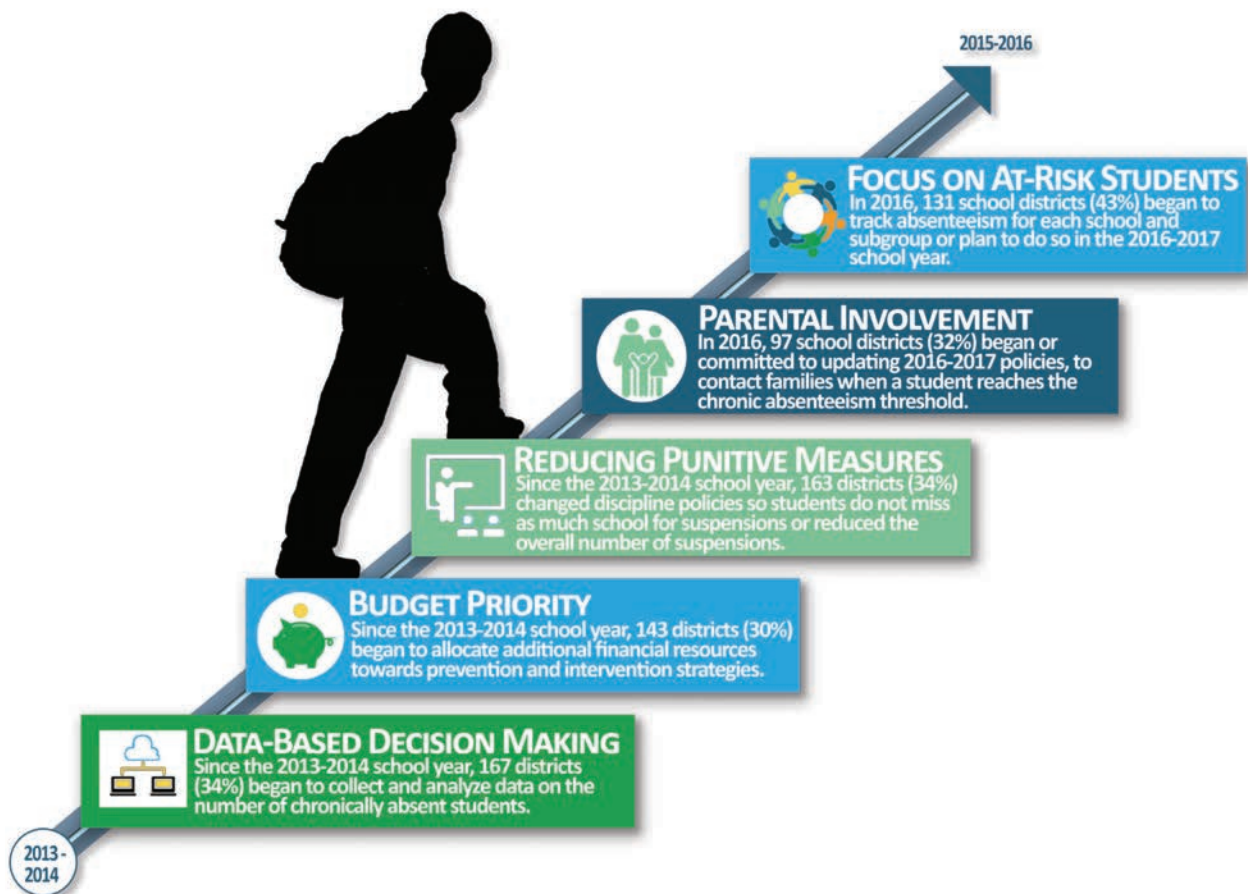 2015-2016
FOCUS ON AT-RISK STUDENTS
In 2016, 131 school districts (43%) began to
track absenteeism for each school and
subgroup or plan to do so in the 2016-2017
school year.
PARENTAL INVOLVEMENT
In 2016, 97 school districts (32%) began or
committed to updating 2016-2017 policies, to
contact families when a student reaches the
chronic absenteeism threshold.
REDUCING PUNITIVE MEASURES
Since the 2013-2014 school year, 163 districts (34%)
changed discipline policies so students do not miss
as much school for suspensions or reduced the
overall number of suspensions.
BUDGET PRIORITY
Since the 2013-2014 school year, 143 districts (30%)
began to allocate additional financial resources
towards prevention and intervention strategies.
DATA-BASED DECISION MAKING
Since the 2013-2014 school year, 167 districts
(34%) began to collect and analyze data on the
number of chronically absent students.
2013 -
2014